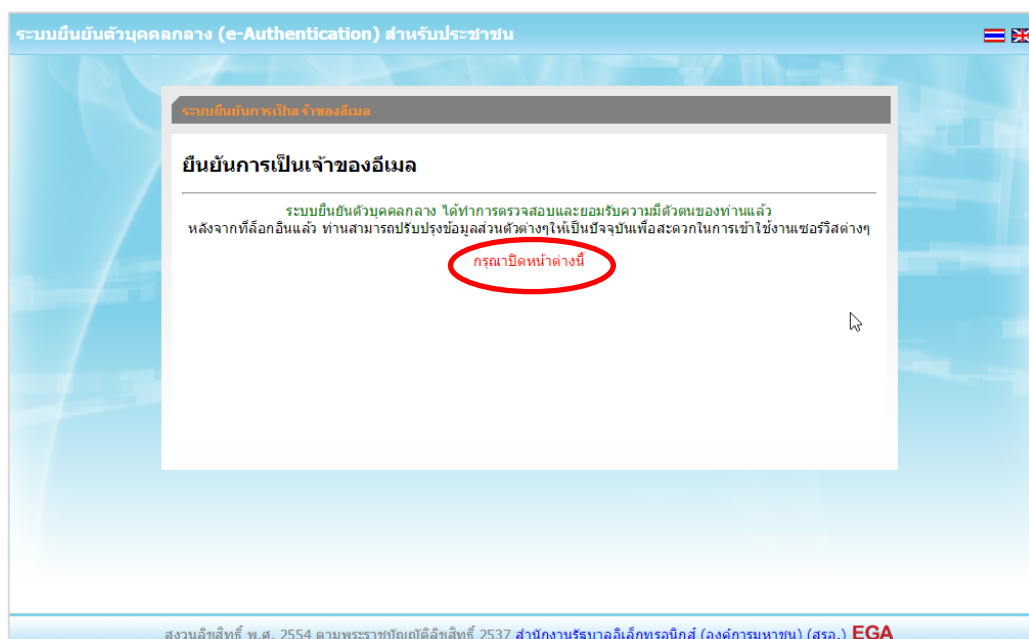 ระบบยืนยันตัวบุคคลกลาง (e-Authentication) สำหรับประชาชน
ระบบยืนยันการเป็นเจ้าของอีเมล
ยืนยันการเป็นเจ้าของอีเมล
ระบบยืนยันตัวบุคคลกลาง ได้ทำการตรวจสอบและยอมรับความมีตัวตนของท่านแล้ว
หลังจากที่ล็อกอินแล้ว ท่านสามารถปรับปรุงข้อมูลส่วนตัวต่างๆให้เป็นปัจจุบันเพื่อสะดวกในการเข้าใช้งานเซอร์วิสต่างๆ
กรุณาปิดหน้าต่างนี้
สงวนลิขสิทธิ์ พ.ศ. 2554 ตามพระราชบัญญัติลิขสิทธิ์ 2537 สำนักงานรัฐบาลอิเล็กทรอนิกส์ (องค์การมหาชน) (สรอ.) EGA